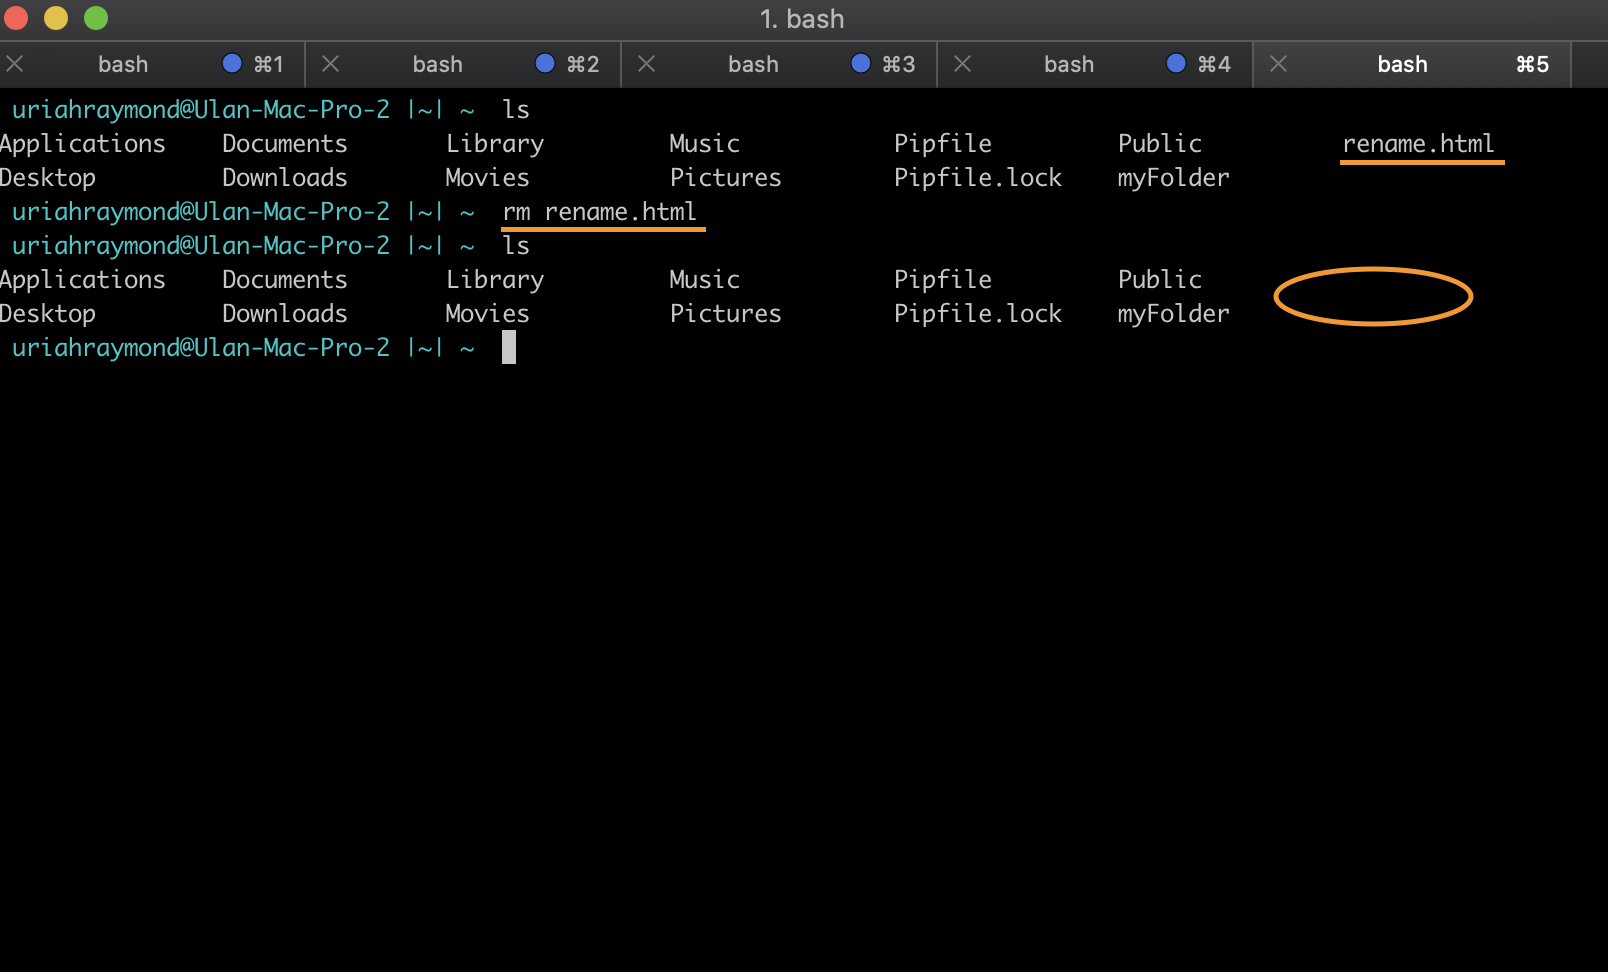 1. bash
bash ⌘1 bash ⌘2 bash ⌘3 bash ⌘4 bash ⌘5
uriahraymond@Ulan-Mac-Pro-2 |~| ~ ls
Applications Documents Library Music Pipfile Public rename.html
Desktop Downloads Movies Pictures Pipfile.lock myFolder
uriahraymond@Ulan-Mac-Pro-2 |~| ~ rm rename.html
uriahraymond@Ulan-Mac-Pro-2 |~| ~ ls
Applications Documents Library Music Pipfile Public
Desktop Downloads Movies Pictures Pipfile.lock myFolder
uriahraymond@Ulan-Mac-Pro-2 |~| ~